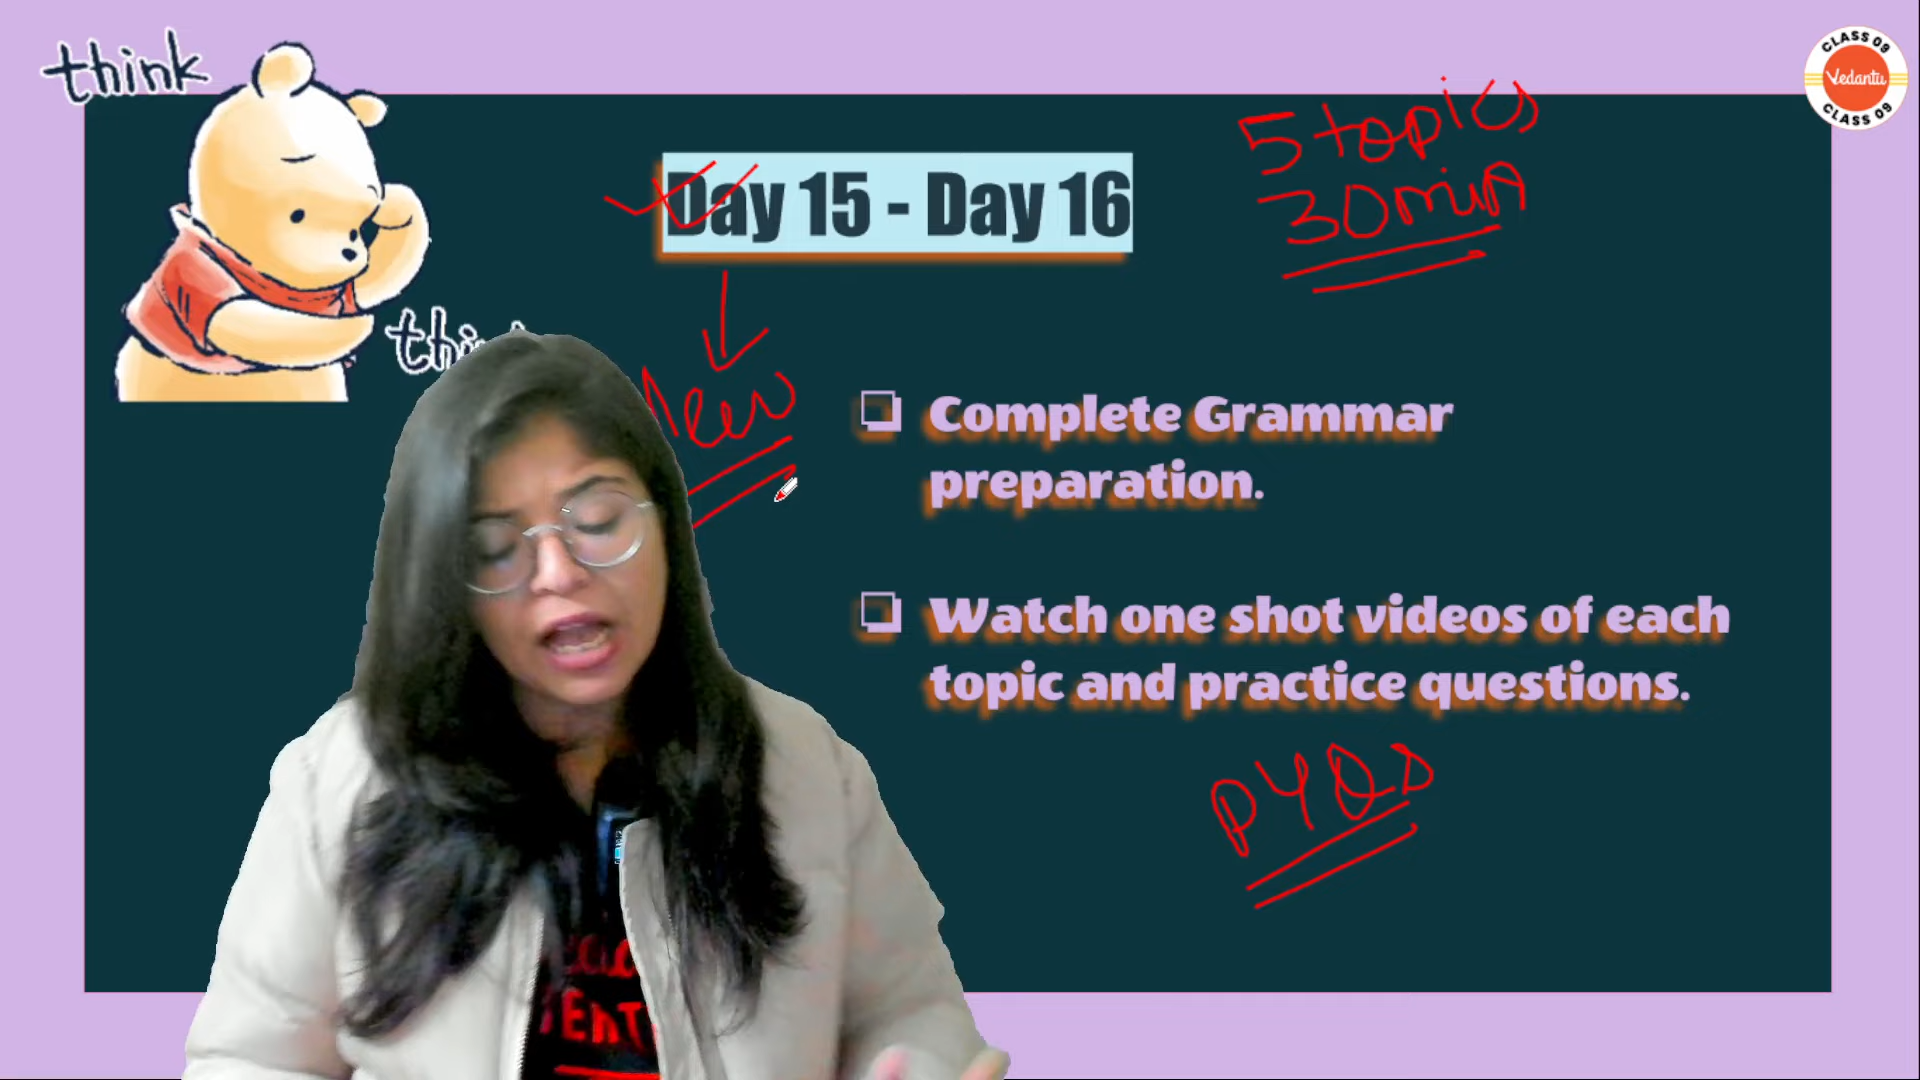 think
CLASS 09
Vedantu
CLASS 09
5 topics
30 min
Day 15 - Day 16
New
Complete Grammar
preparation.
Watch one shot videos of each
topic and practice questions.
PYQs